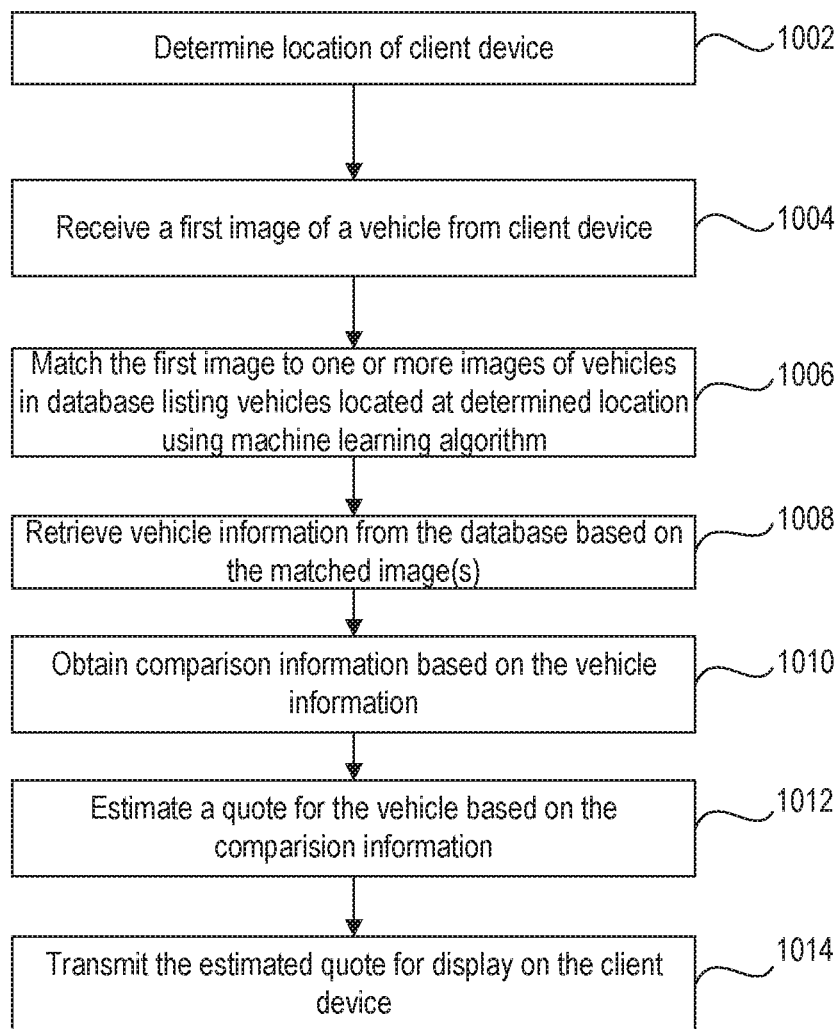 Determine location of client device
1002
Receive a first image of a vehicle from client device
1004
Match the first image to one or more images of vehicles
in database listing vehicles located at determined location
using machine learning algorithm
1006
Retrieve vehicle information from the database based on
the matched image(s)
1008
Obtain comparison information based on the vehicle
information
1010
Estimate a quote for the vehicle based on the
comparision information
1012
Transmit the estimated quote for display on the client
device
1014